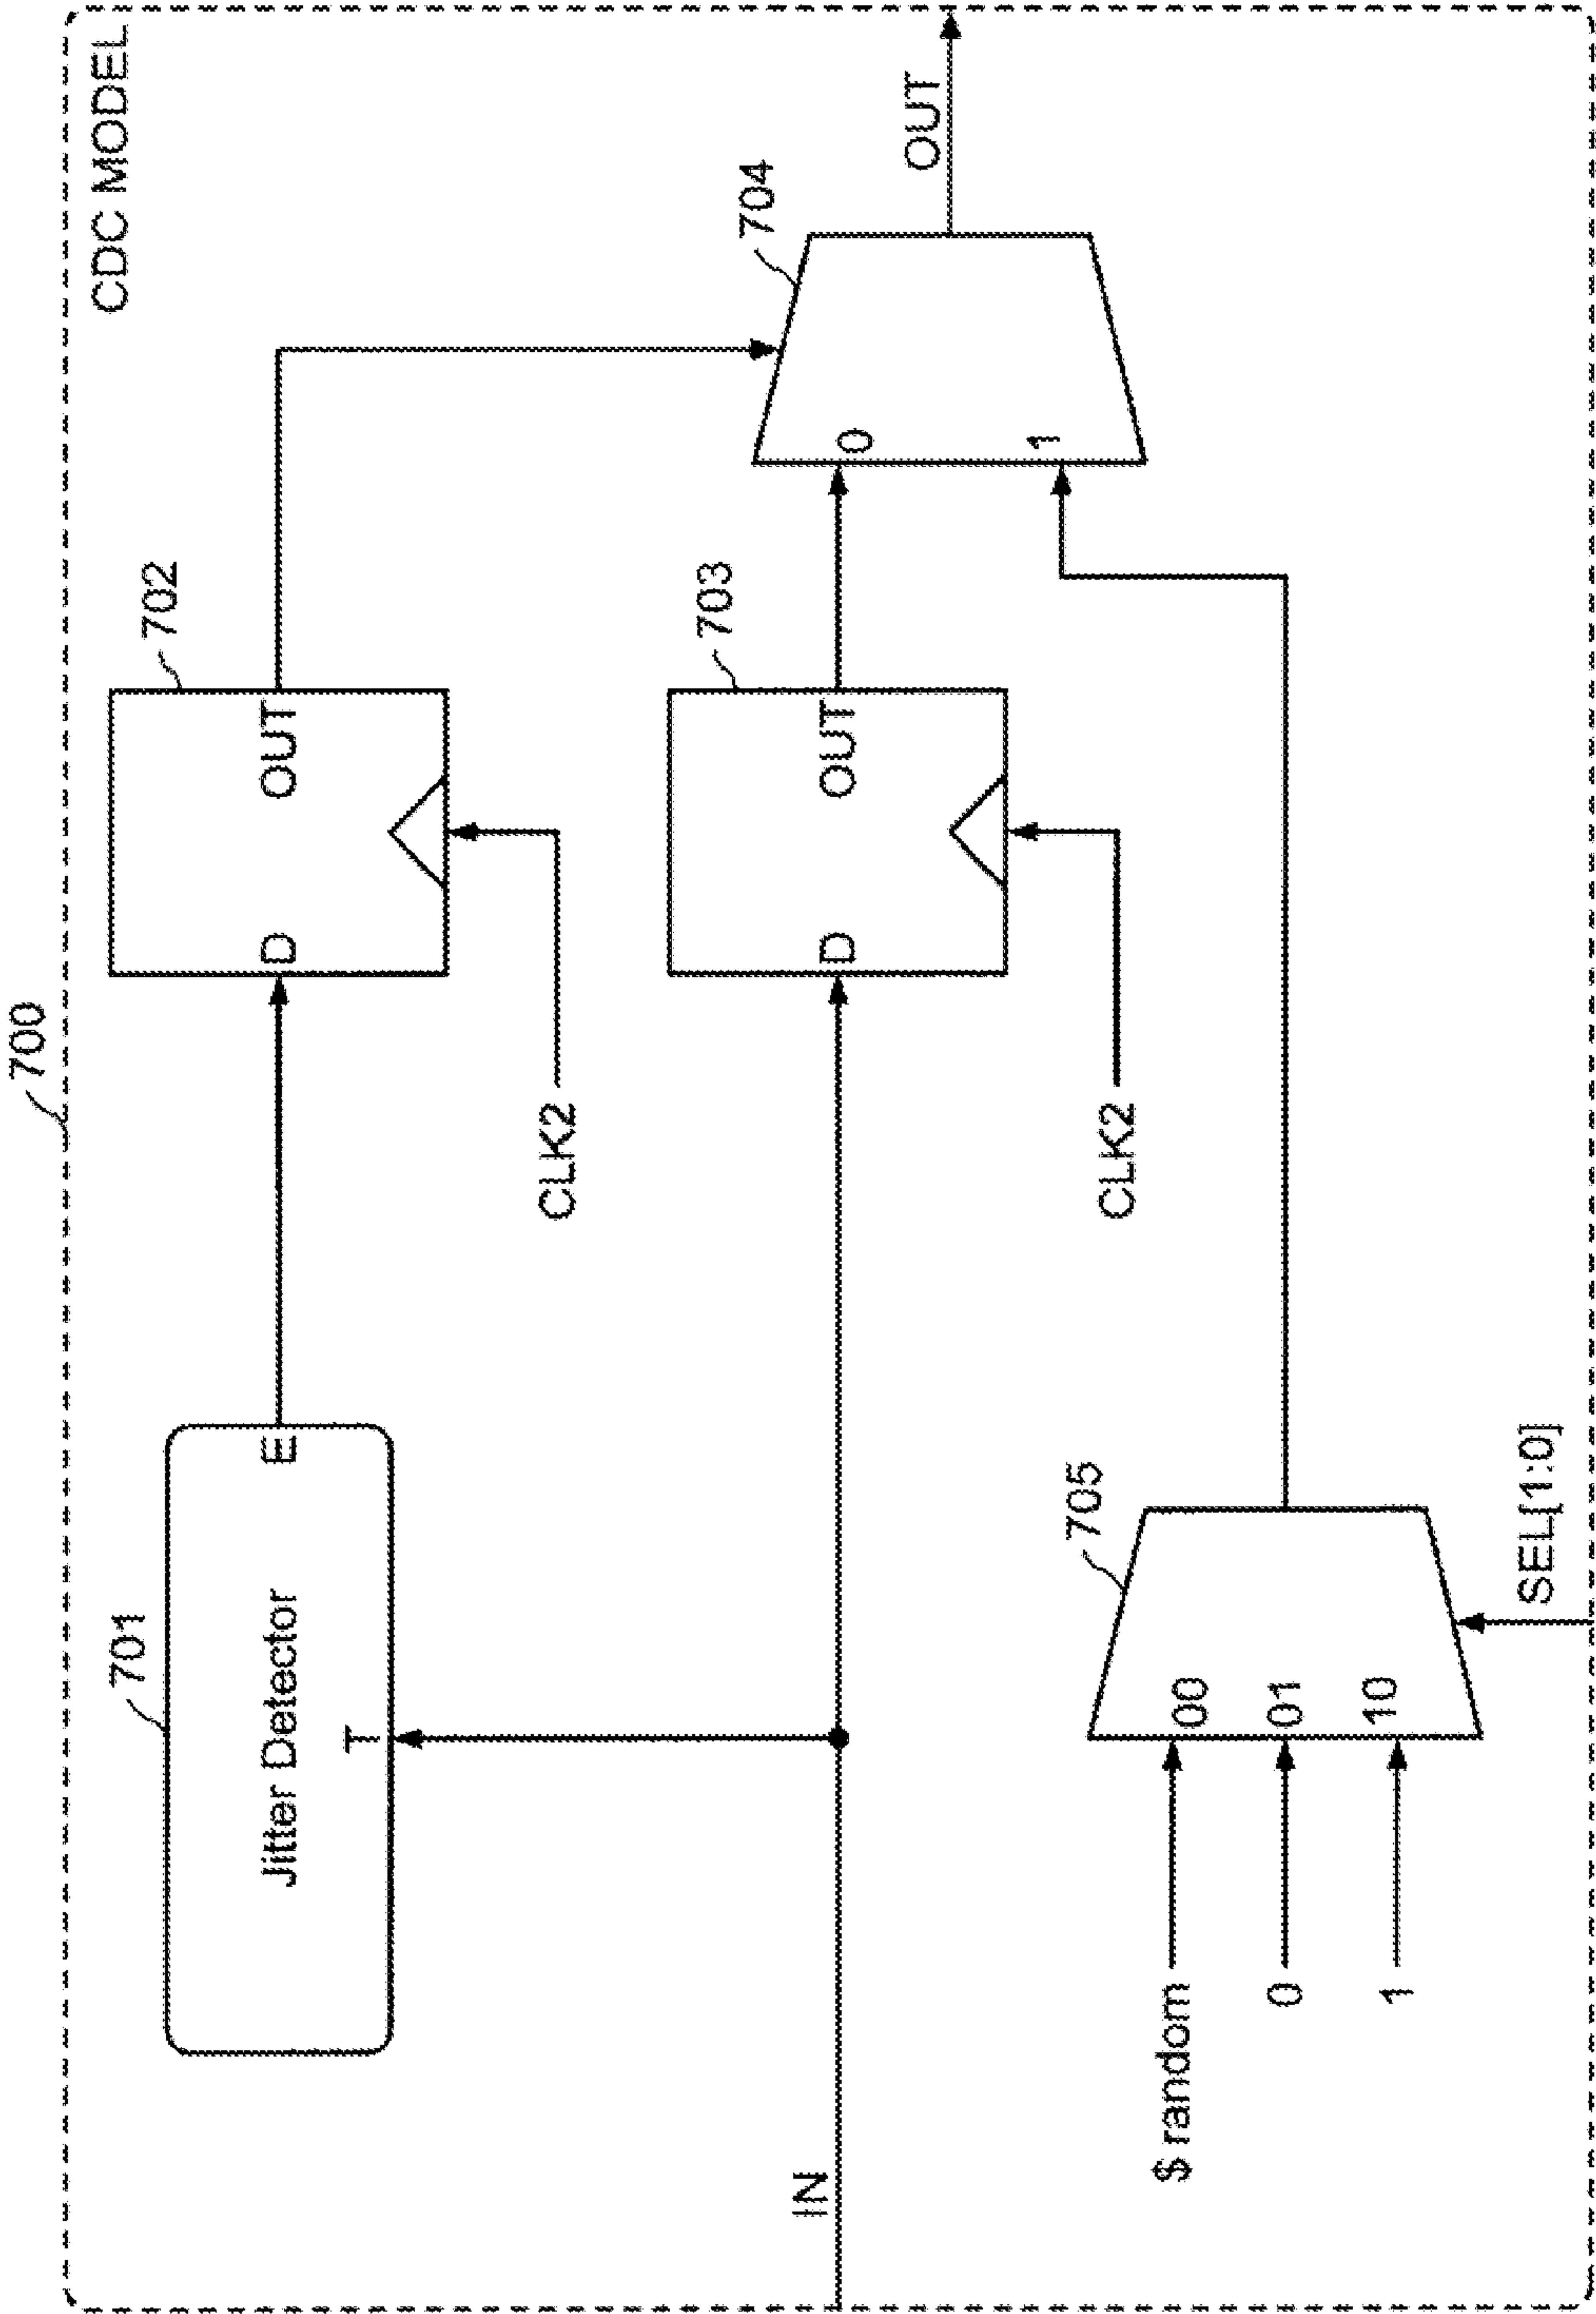 700
CDC MODEL
701
Jitter Detector
T
E
702
D
OUT
CLK2
IN
703
D
OUT
CLK2
704
0
1
OUT
705
$ random
00
0
01
1
10
SEL[1:0]